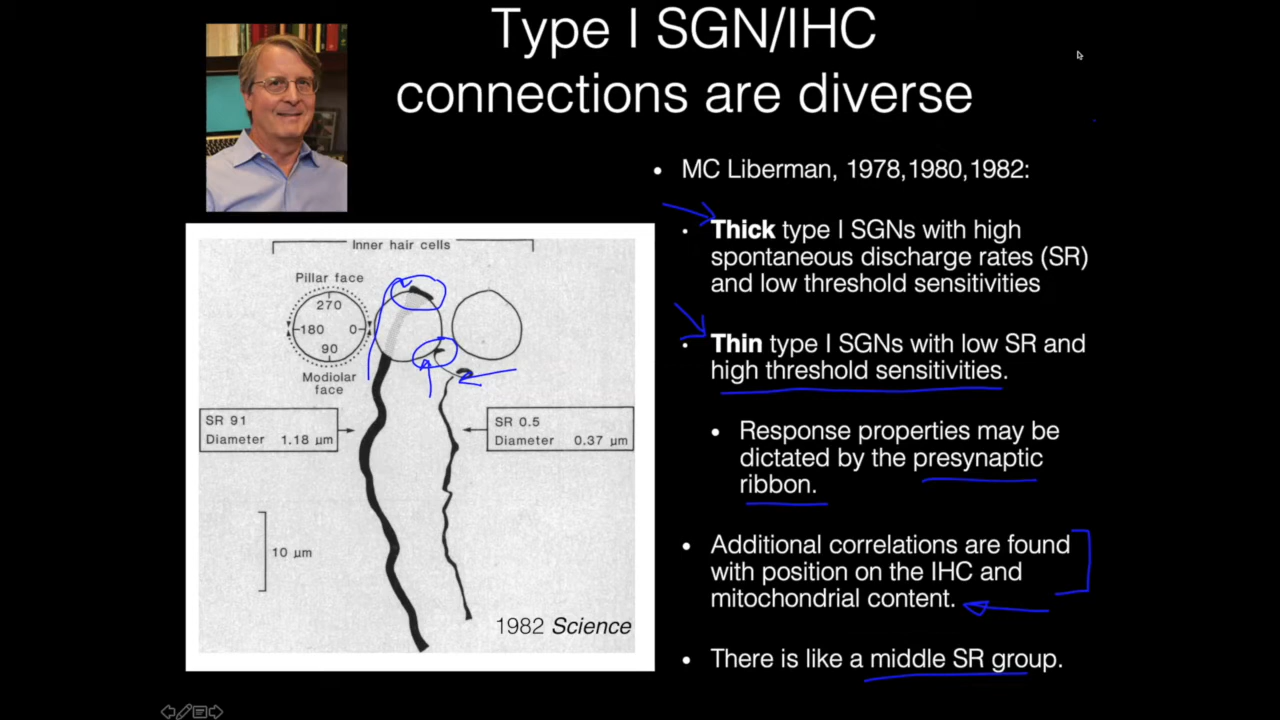 Type I SGN/IHC
connections are diverse
• MC Liberman, 1978,1980,1982:
• Thick type I SGNs with high
spontaneous discharge rates (SR)
and low threshold sensitivities
• Thin type I SGNs with low SR and
high threshold sensitivities.
• Response properties may be
dictated by the presynaptic
ribbon.
• Additional correlations are found
with position on the IHC and
mitochondrial content.
• There is like a middle SR group.
Inner hair cells
Pillar face
270
180 0
90
Modiolar
face
SR 91
Diameter 1.18 μm
SR 0.5
Diameter 0.37 μm
10 μm
1982 Science